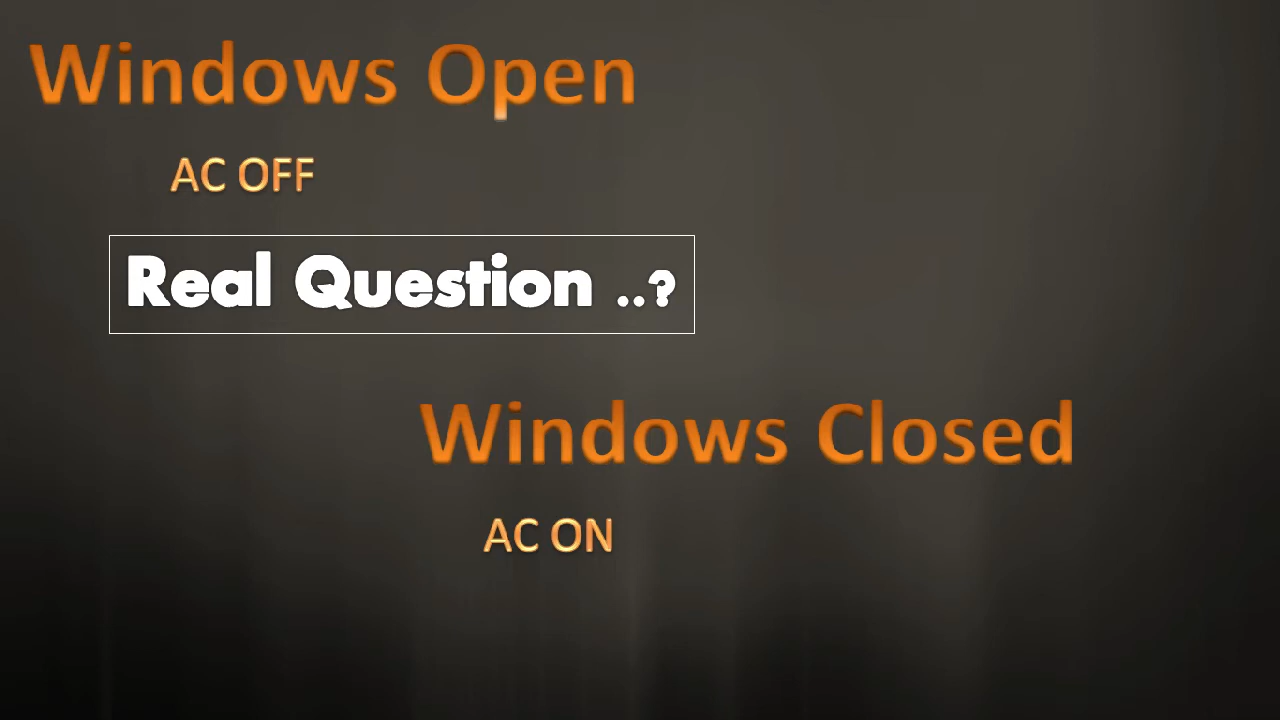 Windows Open
AC OFF
Real Question ..?
Windows Closed
AC ON